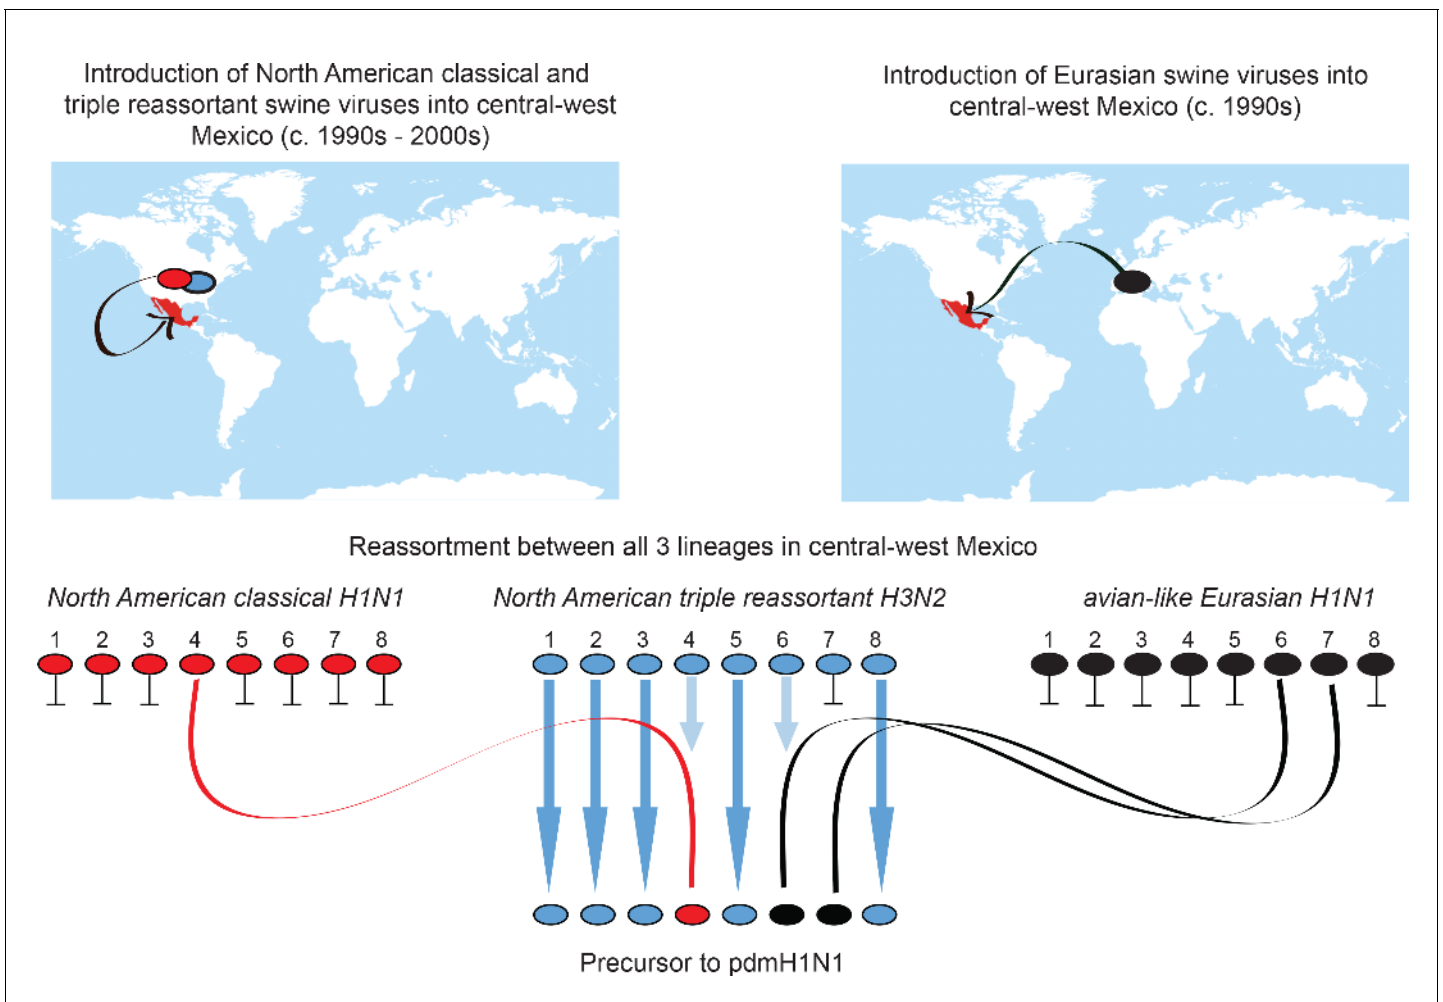 Introduction of North American classical and
triple reassortant swine viruses into central-west
Mexico (c. 1990s - 2000s)
Introduction of Eurasian swine viruses into
central-west Mexico (c. 1990s)
Reassortment between all 3 lineages in central-west Mexico
North American classical H1N1
1 2 3 4 5 6 7 8
North American triple reassortant H3N2
1 2 3 4 5 6 7 8
avian-like Eurasian H1N1
1 2 3 4 5 6 7 8
Precursor to pdmH1N1